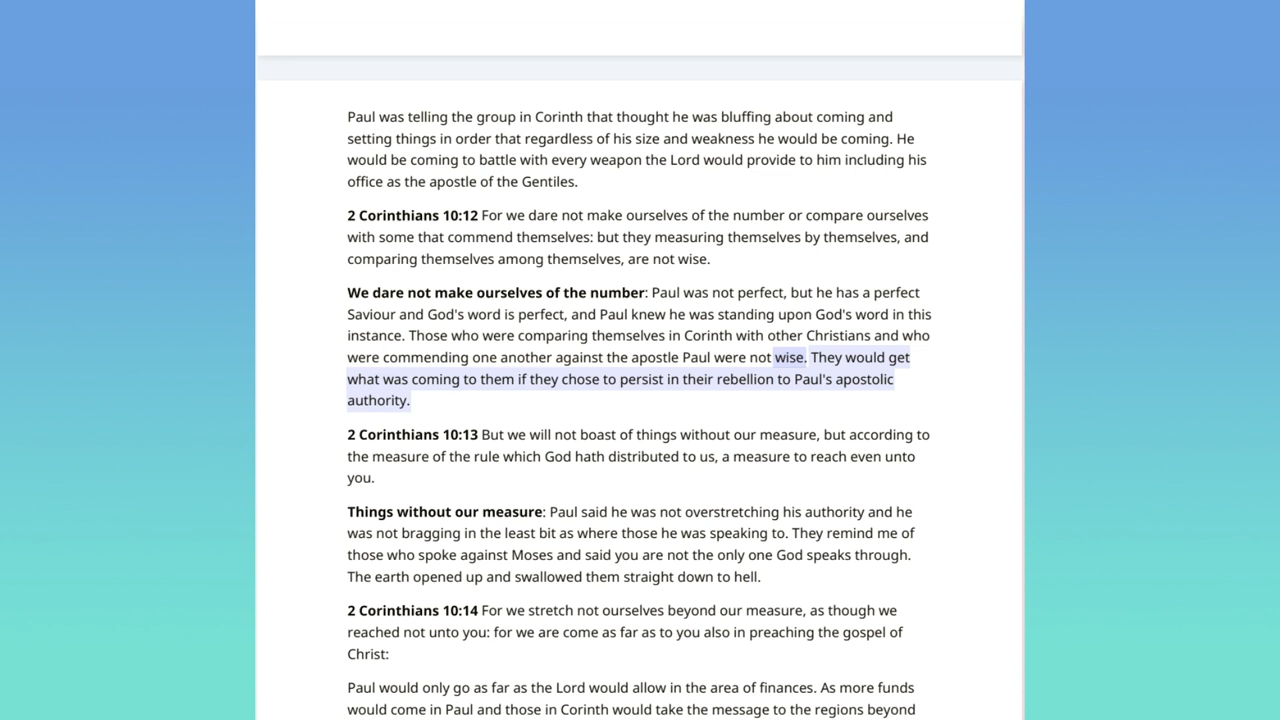 Paul was telling the group in Corinth that thought he was bluffing about coming and
setting things in order that regardless of his size and weakness he would be coming. He
would be coming to battle with every weapon the Lord would provide to him including his
office as the apostle of the Gentiles.
2 Corinthians 10:12 For we dare not make ourselves of the number or compare ourselves
with some that commend themselves: but they measuring themselves by themselves, and
comparing themselves among themselves, are not wise.
We dare not make ourselves of the number: Paul was not perfect, but he has a perfect
Saviour and God's word is perfect, and Paul knew he was standing upon God's word in this
instance. Those who were comparing themselves in Corinth with other Christians and who
were commending one another against the apostle Paul were not wise. They would get
what was coming to them if they chose to persist in their rebellion to Paul's apostolic
authority.
2 Corinthians 10:13 But we will not boast of things without our measure, but according to
the measure of the rule which God hath distributed to us, a measure to reach even unto
you.
Things without our measure: Paul said he was not overstretching his authority and he
was not bragging in the least bit as where those he was speaking to. They remind me of
those who spoke against Moses and said you are not the only one God speaks through.
The earth opened up and swallowed them straight down to hell.
2 Corinthians 10:14 For we stretch not ourselves beyond our measure, as though we
reached not unto you: for we are come as far as to you also in preaching the gospel of
Christ:
Paul would only go as far as the Lord would allow in the area of finances. As more funds
would come in Paul and those in Corinth would take the message to the regions beyond